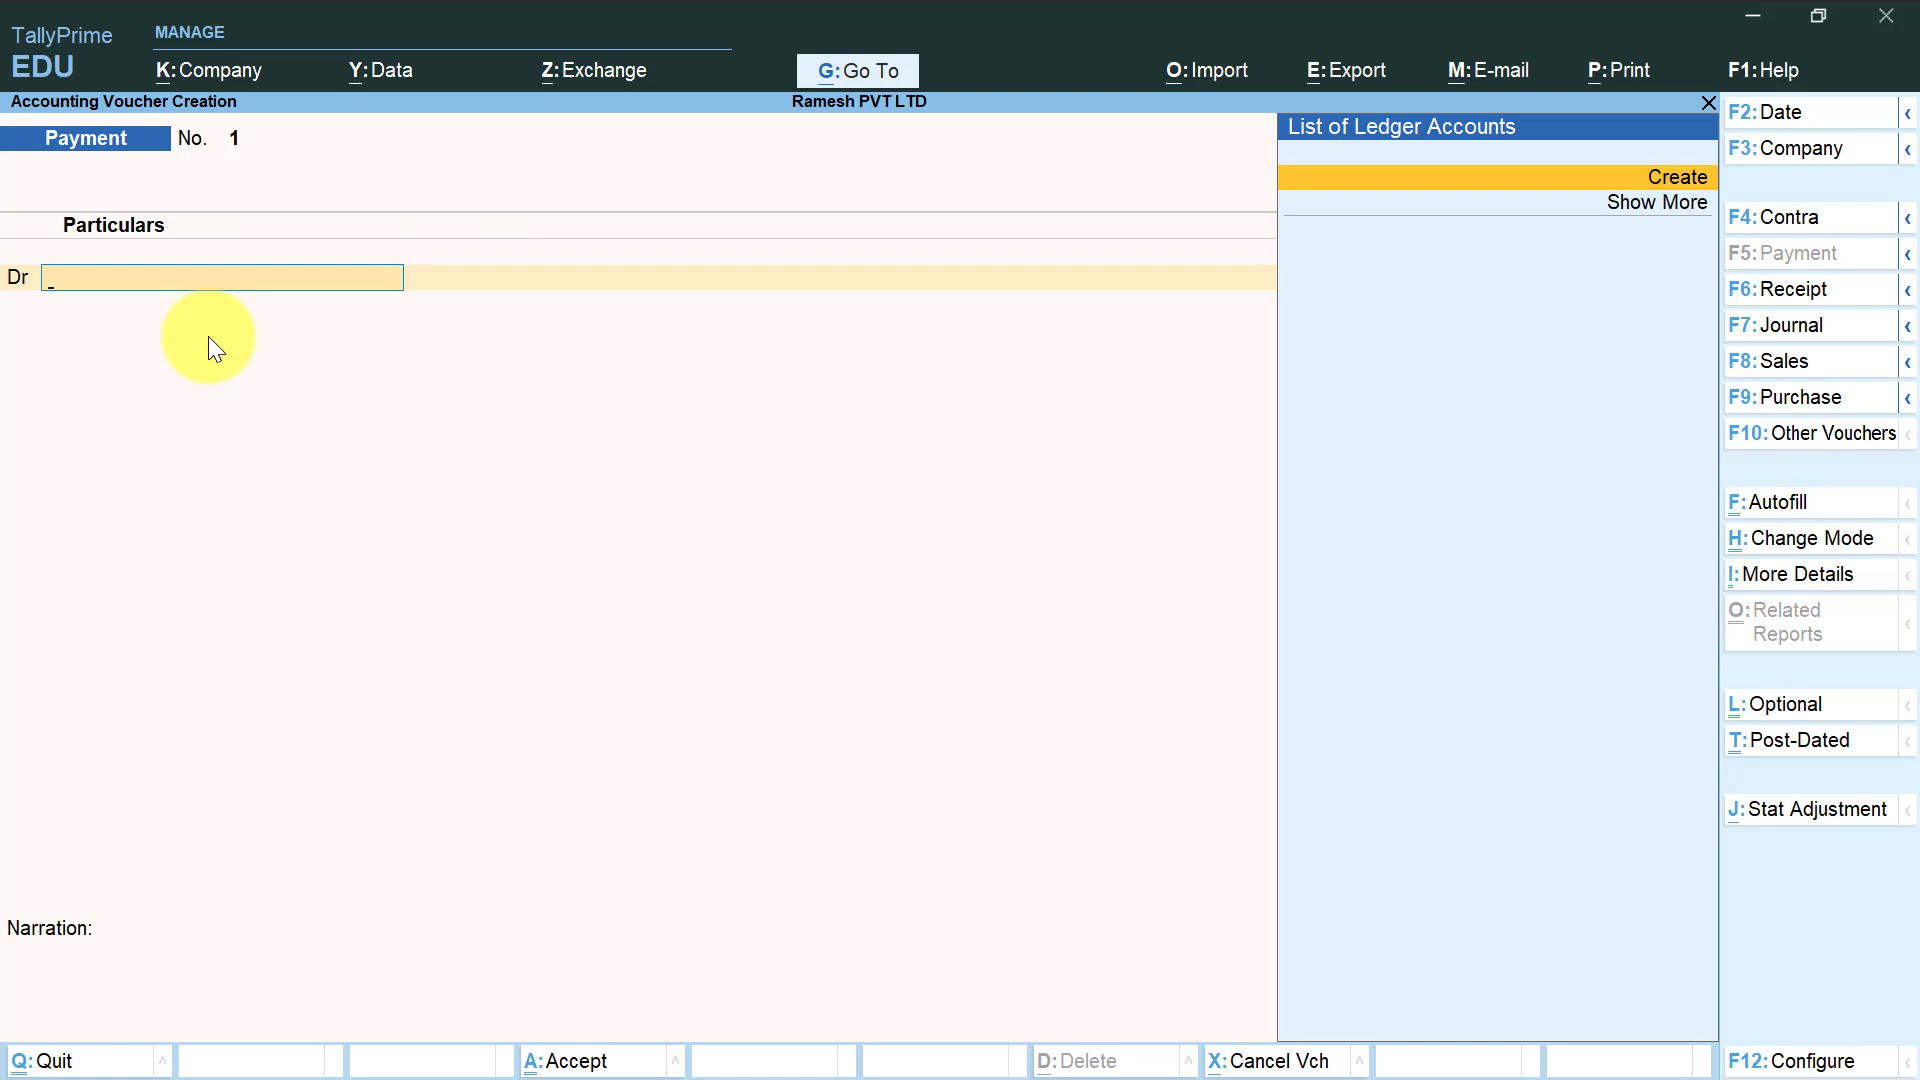 TallyPrime
EDU
MANAGE
K:Company
Y:Data
Z:Exchange
G:Go To
O:Import
E:Export
M:E-mail
P:Print
F1:Help
Accounting Voucher Creation
Ramesh PVT LTD
Payment No. 1
Particulars
Dr
Narration:
List of Ledger Accounts
Create
Show More
F2:Date
F3:Company
F4:Contra
F5:Payment
F6:Receipt
F7:Journal
F8:Sales
F9:Purchase
F10:Other Vouchers
F:Autofill
H:Change Mode
I:More Details
O:Related
Reports
L:Optional
T:Post-Dated
J:Stat Adjustment
Q:Quit
A:Accept
D:Delete
X:Cancel Vch
F12:Configure